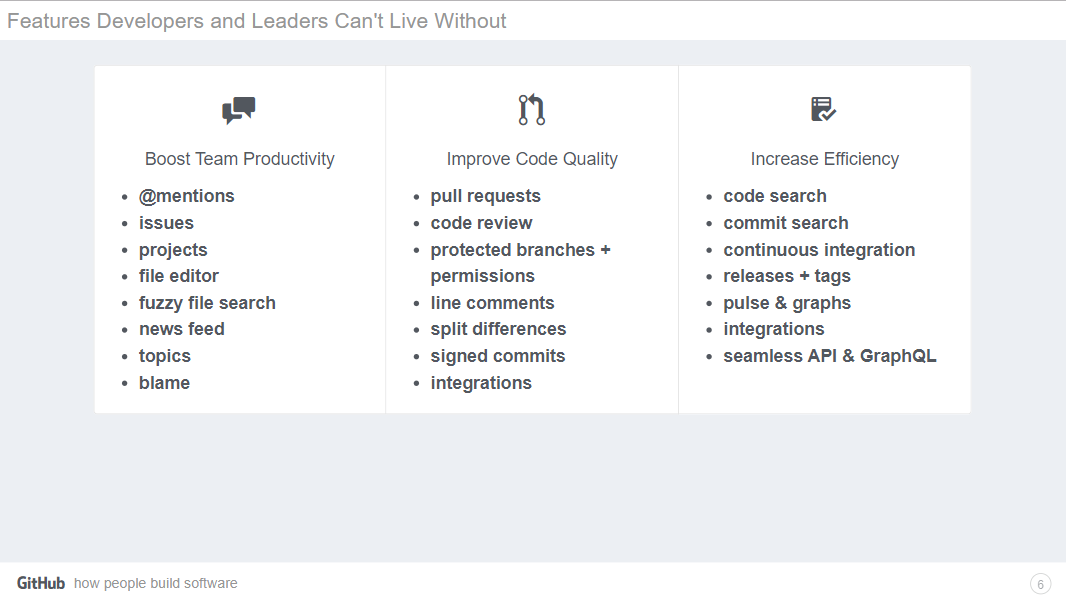 Features Developers and Leaders Can't Live Without
Boost Team Productivity
@mentions
issues
projects
file editor
fuzzy file search
news feed
topics
blame
Improve Code Quality
pull requests
code review
protected branches +
permissions
line comments
split differences
signed commits
integrations
Increase Efficiency
code search
commit search
continuous integration
releases + tags
pulse & graphs
integrations
seamless API & GraphQL
GitHub how people build software
6